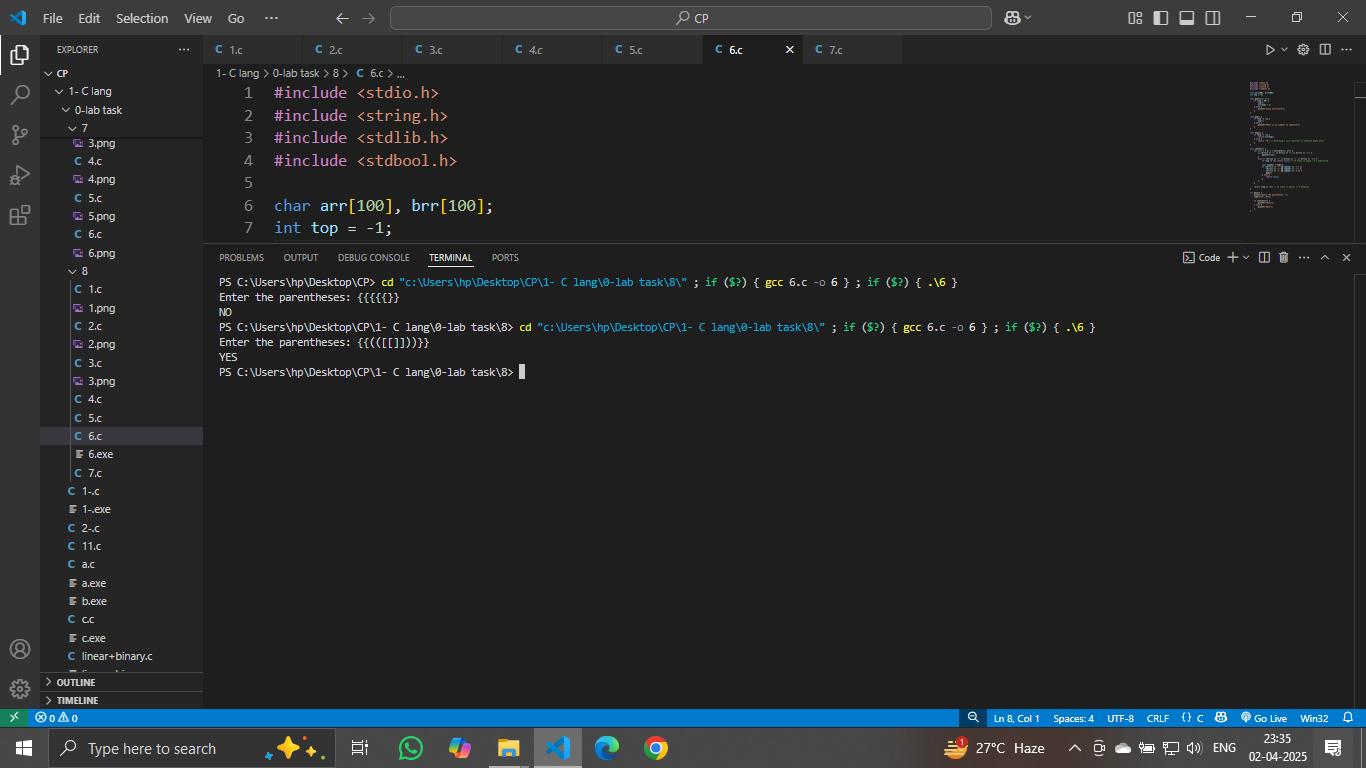 File Edit Selection View Go ··· CP
EXPLORER ···
1.c 2.c 3.c 4.c 5.c 6.c 7.c
CP
1- C lang
0-lab task
7
3.png
4.c
4.png
5.c
5.png
6.c
6.png
8
1.c
1.png
2.c
2.png
3.c
3.png
4.c
5.c
6.c
6.exe
7.c
1-.c
1-.exe
2-.c
11.c
a.c
a.exe
b.exe
c.c
c.exe
linear+binary.c
OUTLINE
TIMELINE
1- C lang > 0-lab task > 8 > C 6.c > ...
1 #include <stdio.h>
2 #include <string.h>
3 #include <stdlib.h>
4 #include <stdbool.h>
5
6 char arr[100], brr[100];
7 int top = -1;
PROBLEMS OUTPUT DEBUG CONSOLE TERMINAL PORTS Code
PS C:\Users\hp\Desktop\CP> cd "c:\Users\hp\Desktop\CP\1- C lang\0-lab task\8\" ; if ($?) { gcc 6.c -o 6 } ; if ($?) { .\6 }
Enter the parentheses: {{{{{}}
NO
PS C:\Users\hp\Desktop\CP\1- C lang\0-lab task\8> cd "c:\Users\hp\Desktop\CP\1- C lang\0-lab task\8\" ; if ($?) { gcc 6.c -o 6 } ; if ($?) { .\6 }
Enter the parentheses: {{(([[]]))}}
YES
PS C:\Users\hp\Desktop\CP\1- C lang\0-lab task\8>
0 0 Ln 8, Col 1 Spaces: 4 UTF-8 CRLF {} C Go Live Win32
Type here to search 1 27°C Haze ENG 23:35
02-04-2025